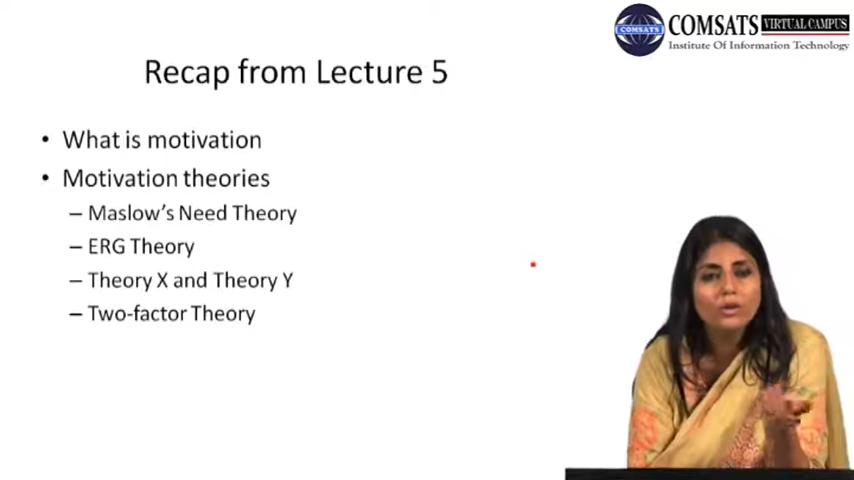 COMSATS VIRTUAL CAMPUS
COMSATS
Institute Of Information Technology
Recap from Lecture 5
• What is motivation
• Motivation theories
– Maslow's Need Theory
– ERG Theory
– Theory X and Theory Y
– Two-factor Theory